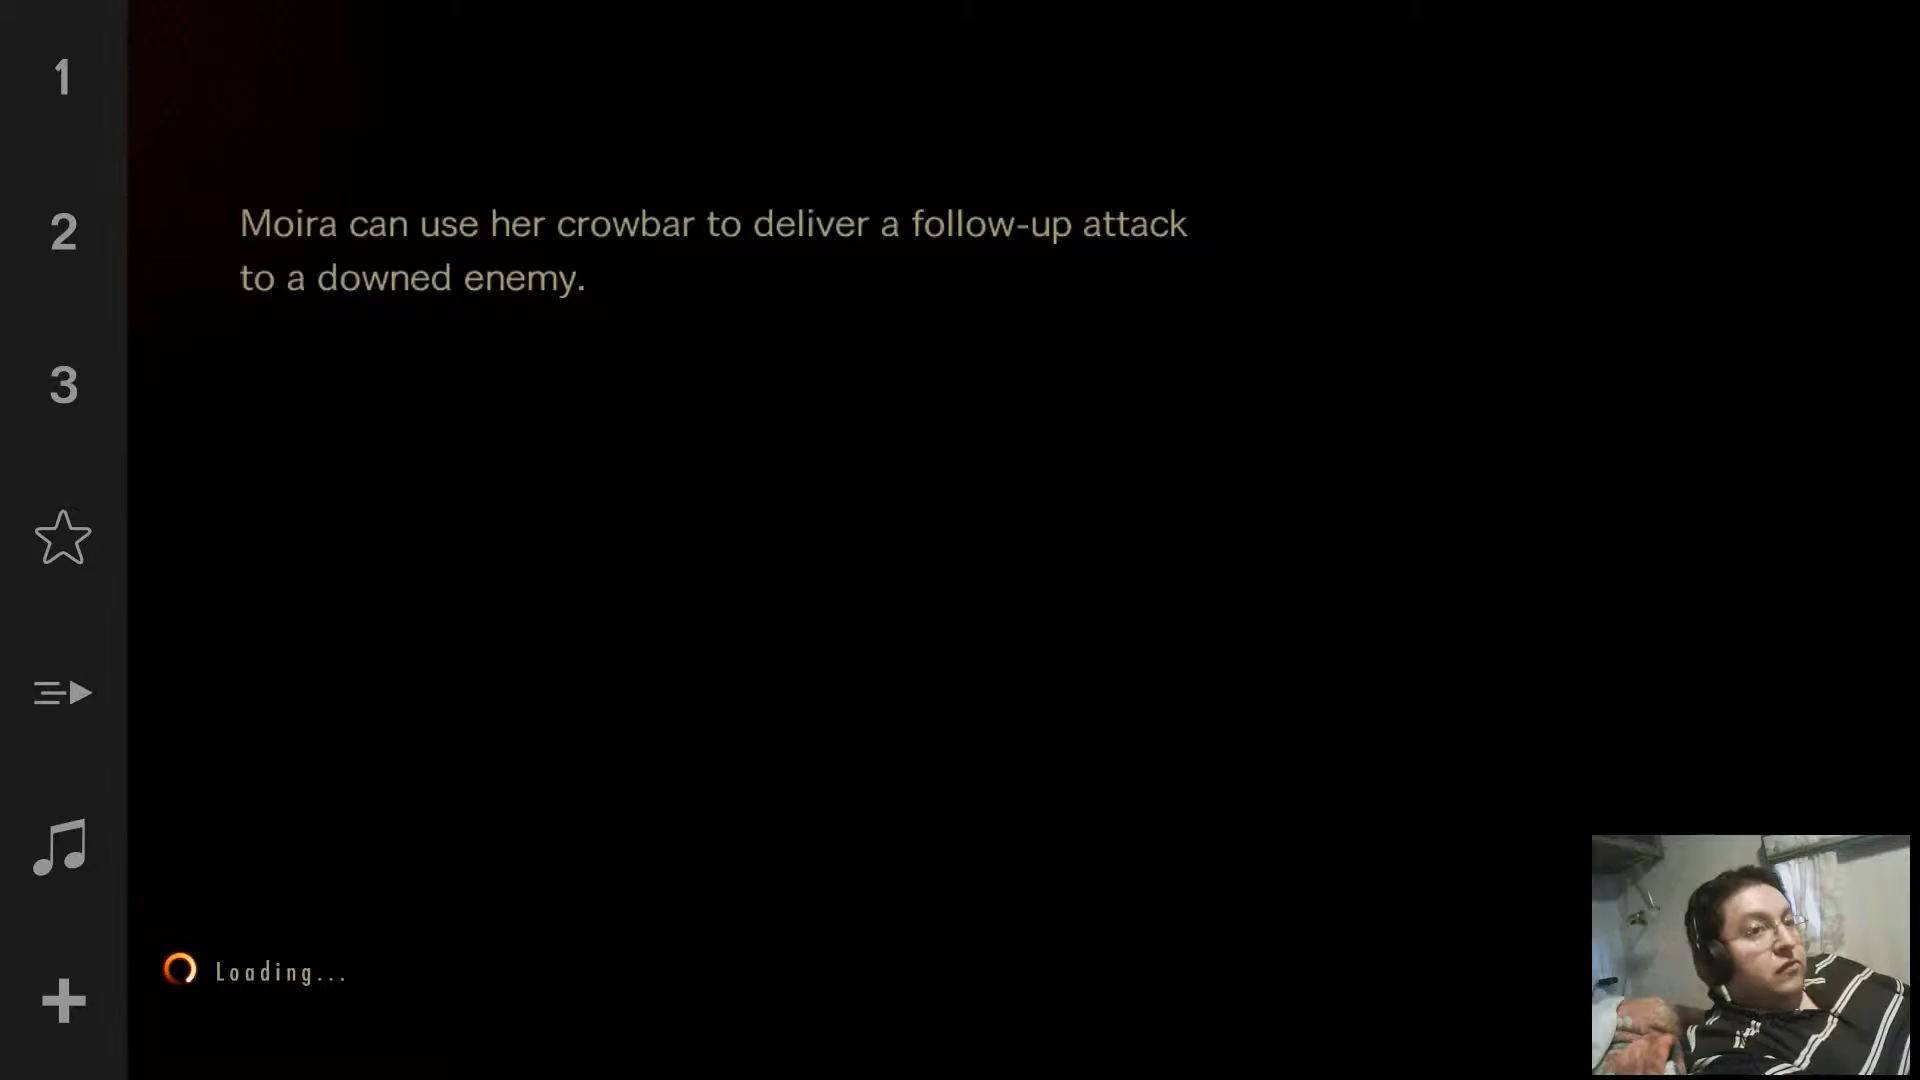 1
2
3
Moira can use her crowbar to deliver a follow-up attack
to a downed enemy.
Loading...